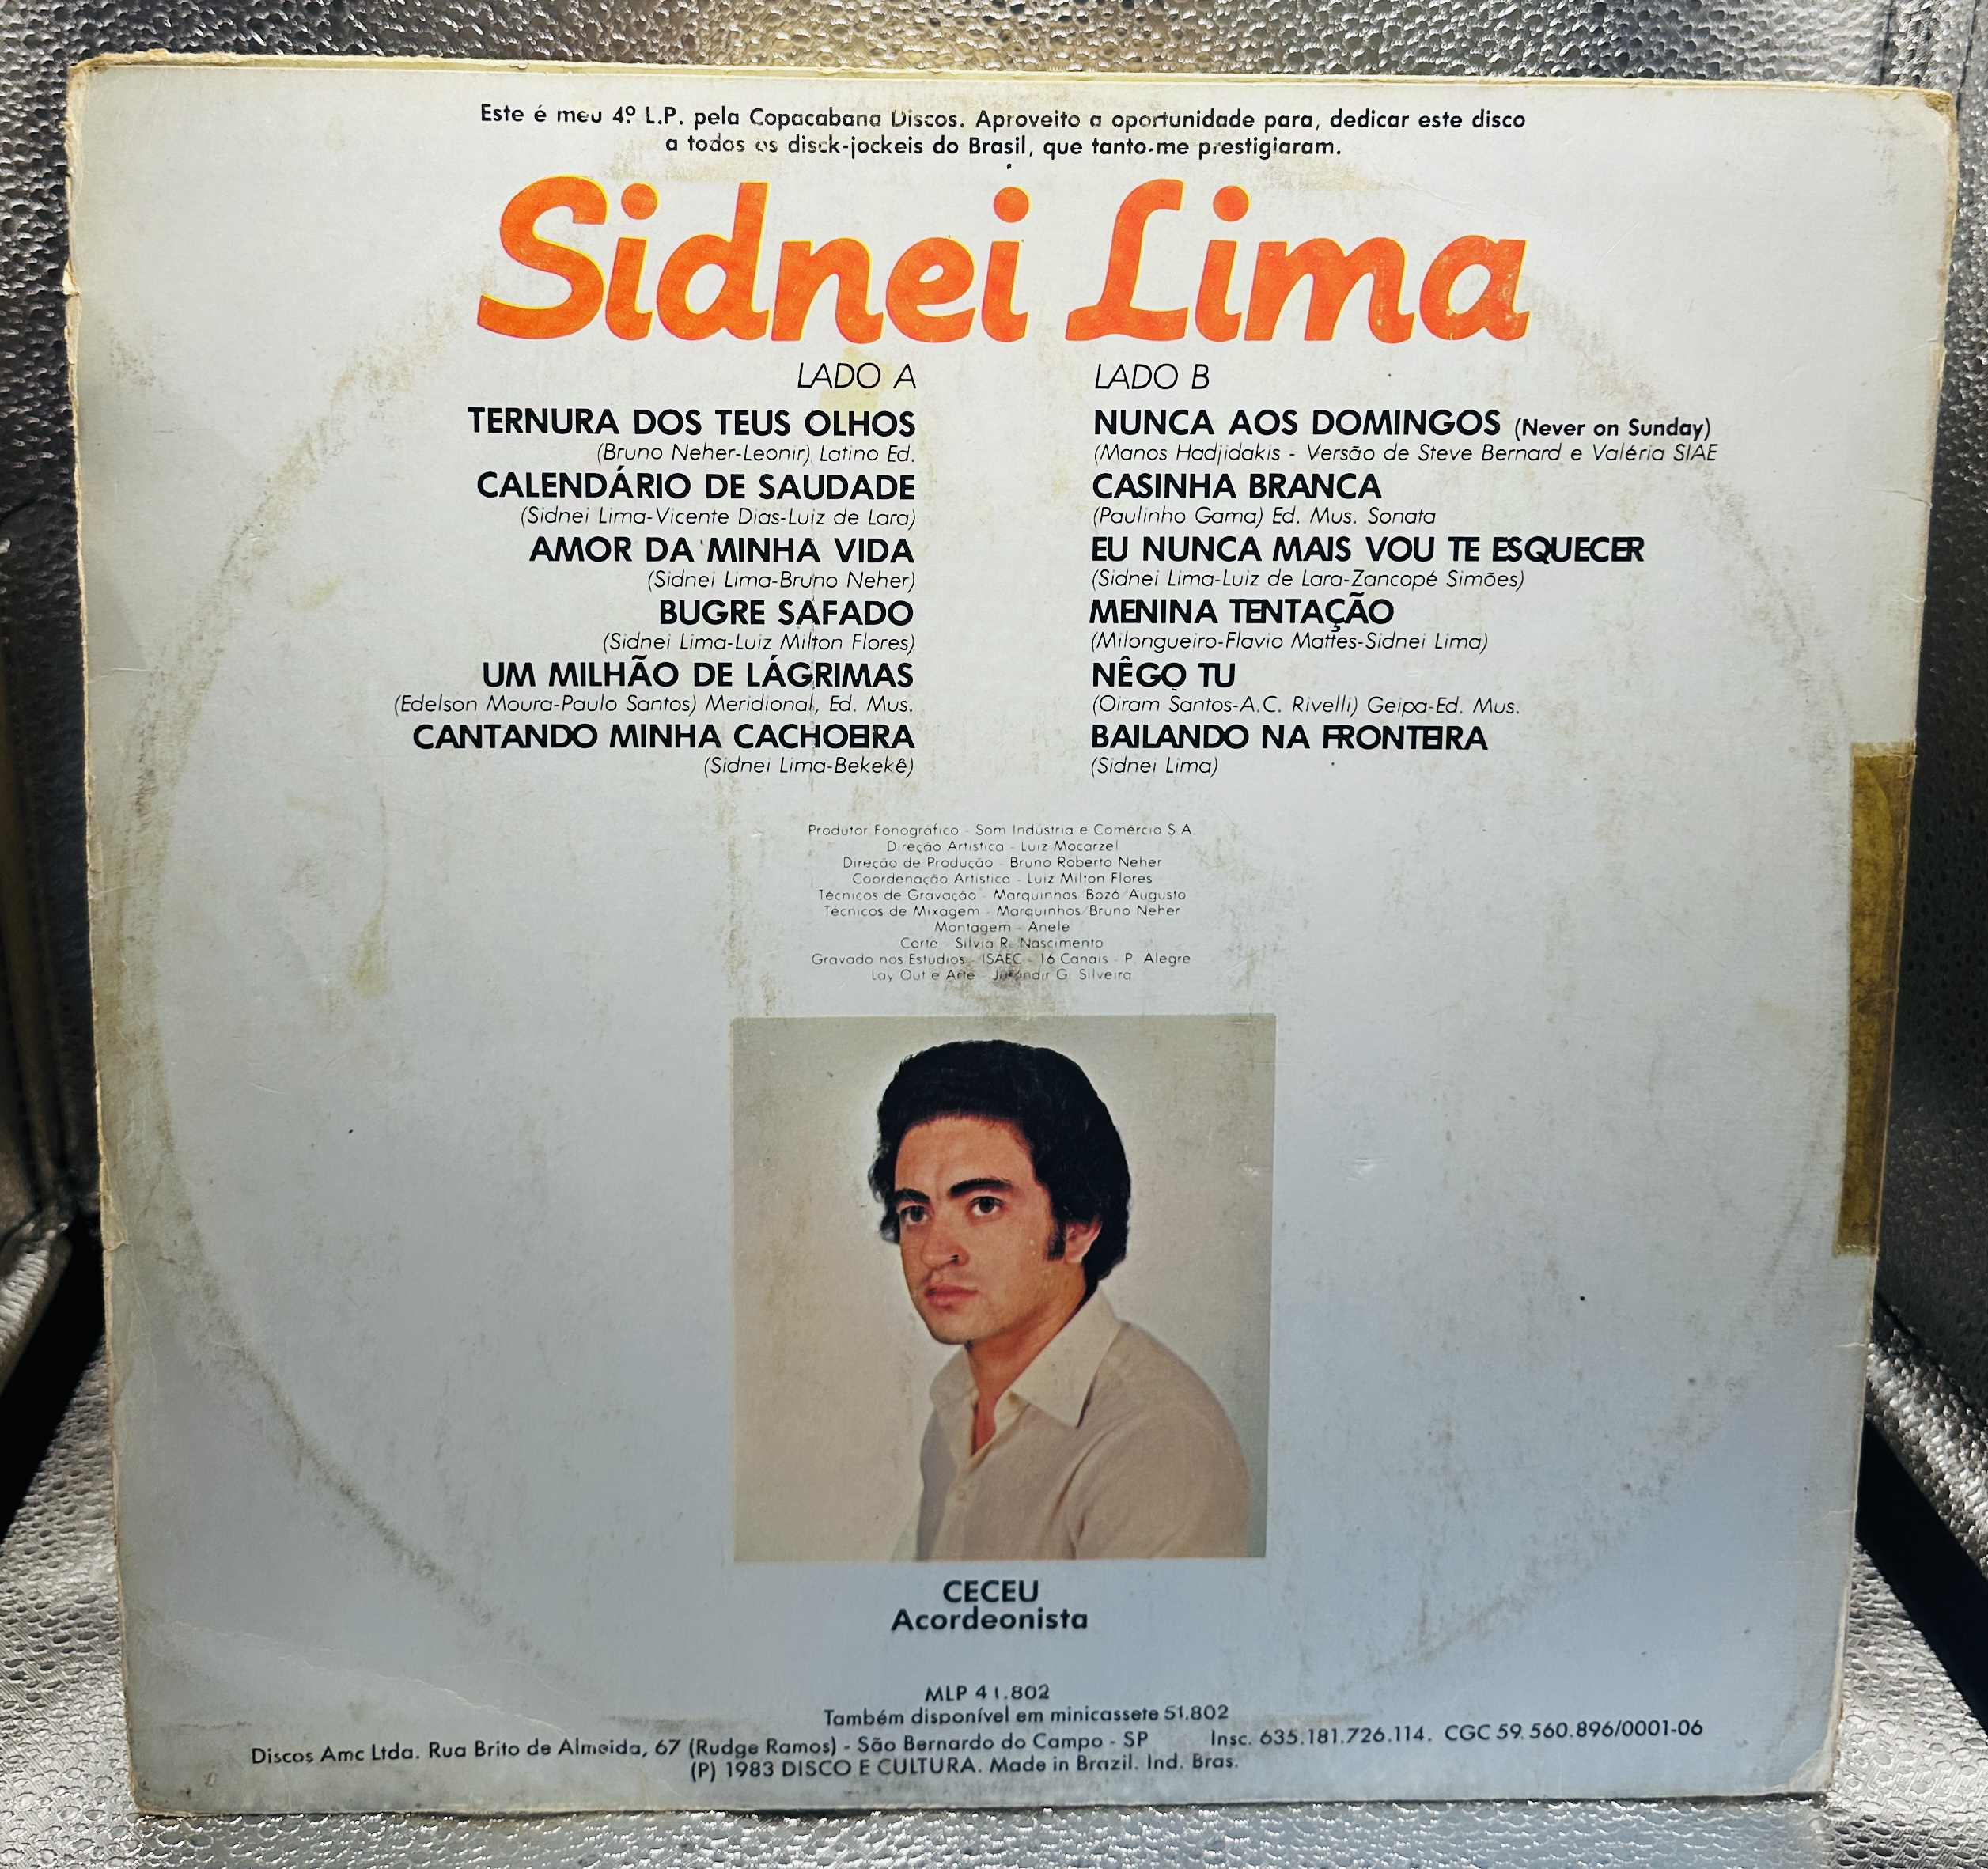 Este é meu 4º L.P. pela Copacabana Discos. Aproveito a oportunidade para, dedicar este disco
a todos os disck-jockeis do Brasil, que tanto me prestigiaram.
Sidnei Lima
LADO A
TERNURA DOS TEUS OLHOS
(Bruno Neher-Leonir) Latino Ed.
CALENDÁRIO DE SAUDADE
(Sidnei Lima-Vicente Dias-Luiz de Lara)
AMOR DA MINHA VIDA
(Sidnei Lima-Bruno Neher)
BUGRE SAFADO
(Sidnei Lima-Luiz Milton Flores)
UM MILHÃO DE LÁGRIMAS
(Edelson Moura-Paulo Santos) Meridional, Ed. Mus.
CANTANDO MINHA CACHOEIRA
(Sidnei Lima-Bekekê)
LADO B
NUNCA AOS DOMINGOS (Never on Sunday)
(Manos Hadjidakis - Versão de Steve Bernard e Valéria SIAE
CASINHA BRANCA
(Paulinho Gama) Ed. Mus. Sonata
EU NUNCA MAIS VOU TE ESQUECER
(Sidnei Lima-Luiz de Lara-Zancopé Simões)
MENINA TENTAÇÃO
(Milongueiro-Flavio Mattes-Sidnei Lima)
NÊGO TU
(Oiram Santos-A.C. Rivelli) Geipa-Ed. Mus.
BAILANDO NA FRONTEIRA
(Sidnei Lima)
Produtor Fonográfico - Som Indústria e Comércio S.A.
Direção Artística - Luiz Mocarzel
Direção de Produção - Bruno Roberto Neher
Coordenação Artística - Luiz Milton Flores
Técnicos de Gravação - Marquinhos Bozó/Augusto
Técnicos de Mixagem - Marquinhos/Bruno Neher
Montagem - Anele
Corte - Silvia R. Nascimento
Gravado nos Estúdios - ISAEC - 16 Canais - P. Alegre
Lay Out e Arte - Jurandir G. Silveira
CECEU
Acordeonista
MLP 41.802
Também disponível em minicassete 51.802
Discos Amc Ltda. Rua Brito de Almeida, 67 (Rudge Ramos) - São Bernardo do Campo - SP Insc. 635.181.726.114. CGC 59.560.896/0001-06
(P) 1983 DISCO E CULTURA. Made in Brazil. Ind. Bras.